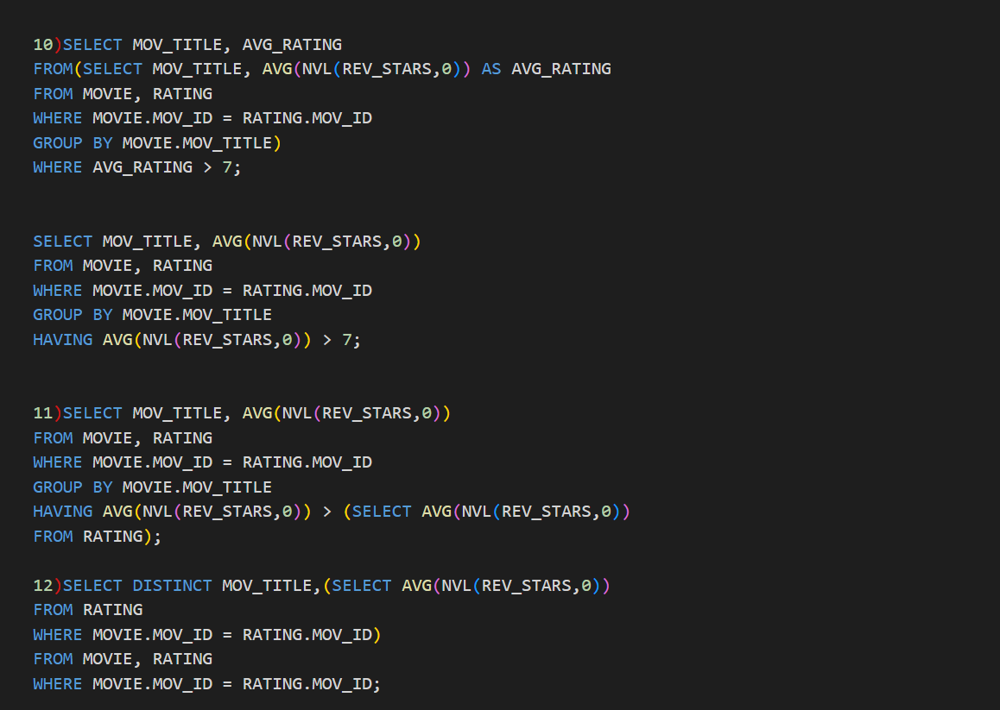 10)SELECT MOV_TITLE, AVG_RATING
FROM(SELECT MOV_TITLE, AVG(NVL(REV_STARS,0)) AS AVG_RATING
FROM MOVIE, RATING
WHERE MOVIE.MOV_ID = RATING.MOV_ID
GROUP BY MOVIE.MOV_TITLE)
WHERE AVG_RATING > 7;
SELECT MOV_TITLE, AVG(NVL(REV_STARS,0))
FROM MOVIE, RATING
WHERE MOVIE.MOV_ID = RATING.MOV_ID
GROUP BY MOVIE.MOV_TITLE
HAVING AVG(NVL(REV_STARS,0)) > 7;
11)SELECT MOV_TITLE, AVG(NVL(REV_STARS,0))
FROM MOVIE, RATING
WHERE MOVIE.MOV_ID = RATING.MOV_ID
GROUP BY MOVIE.MOV_TITLE
HAVING AVG(NVL(REV_STARS,0)) > (SELECT AVG(NVL(REV_STARS,0))
FROM RATING);
12)SELECT DISTINCT MOV_TITLE,(SELECT AVG(NVL(REV_STARS,0))
FROM RATING
WHERE MOVIE.MOV_ID = RATING.MOV_ID)
FROM MOVIE, RATING
WHERE MOVIE.MOV_ID = RATING.MOV_ID;